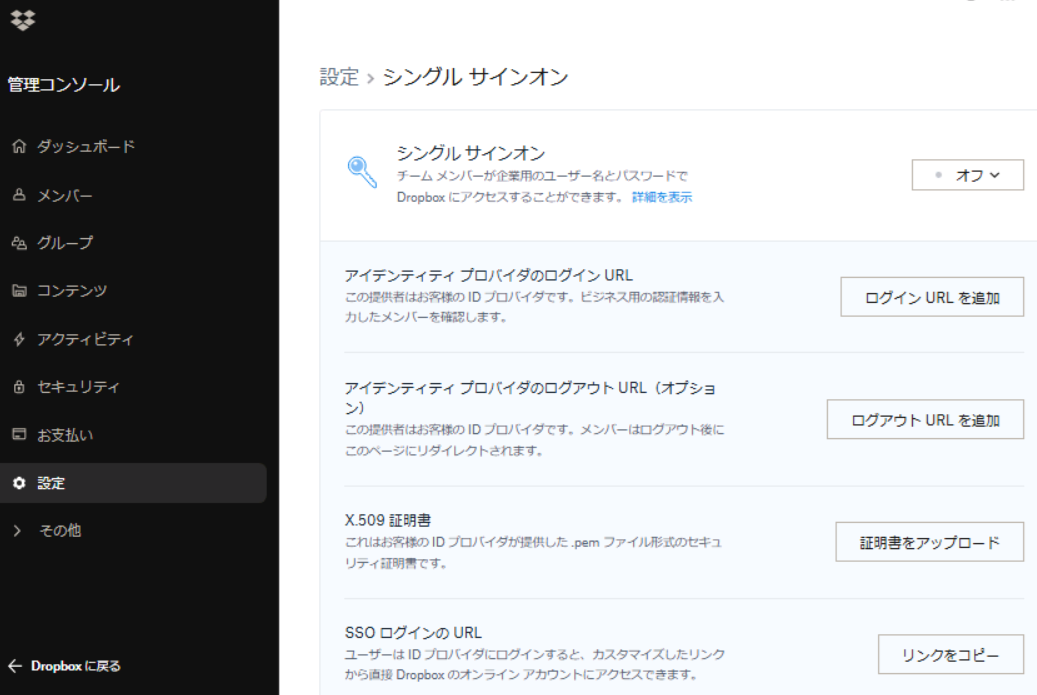 管理コンソール
ダッシュボード
メンバー
グループ
コンテンツ
アクティビティ
セキュリティ
お支払い
設定
その他
Dropbox に戻る
設定 › シングル サインオン
シングル サインオン
チーム メンバーが企業用のユーザー名とパスワードで
Dropbox にアクセスすることができます。 詳細を表示
オフ
アイデンティティ プロバイダのログイン URL
この提供者はお客様の ID プロバイダです。ビジネス用の認証情報を入
力したメンバーを確認します。
ログイン URL を追加
アイデンティティ プロバイダのログアウト URL（オプショ
ン）
この提供者はお客様の ID プロバイダです。メンバーはログアウト後に
このページにリダイレクトされます。
ログアウト URL を追加
X.509 証明書
これはお客様の ID プロバイダが提供した .pem ファイル形式のセキュ
リティ証明書です。
証明書をアップロード
SSO ログインの URL
ユーザーは ID プロバイダにログインすると、カスタマイズしたリンク
から直接 Dropbox のオンライン アカウントにアクセスできます。
リンクをコピー